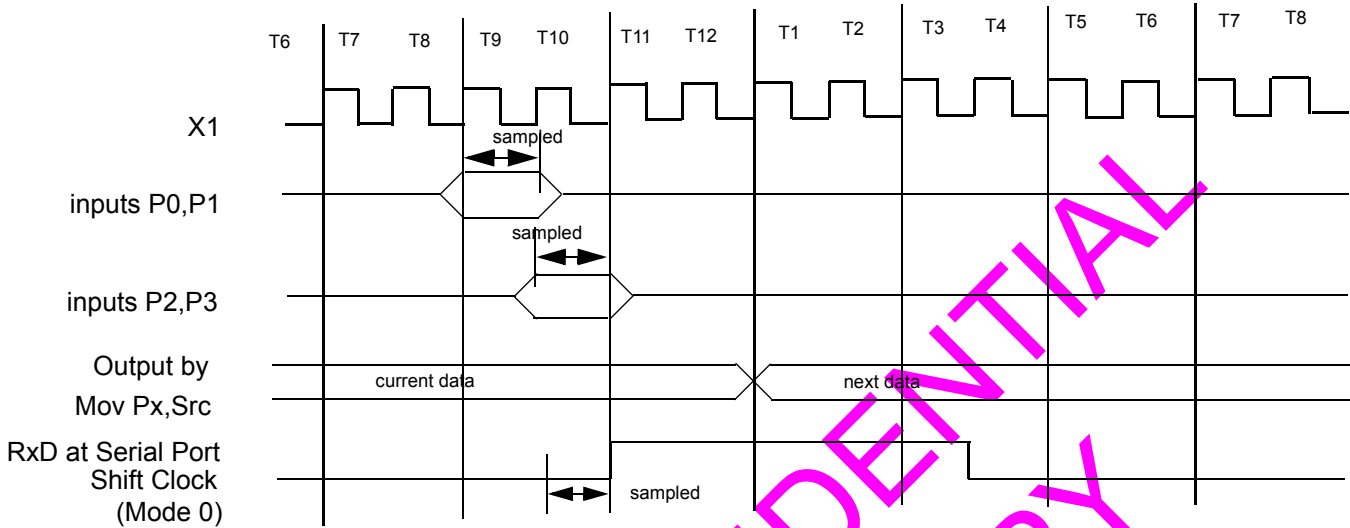 T6 T7 T8 T9 T10 T11 T12 T1 T2 T3 T4 T5 T6 T7 T8
X1
sampled
inputs P0,P1
sampled
inputs P2,P3
Output by
current data next data
Mov Px,Src
RxD at Serial Port
Shift Clock
sampled
(Mode 0)